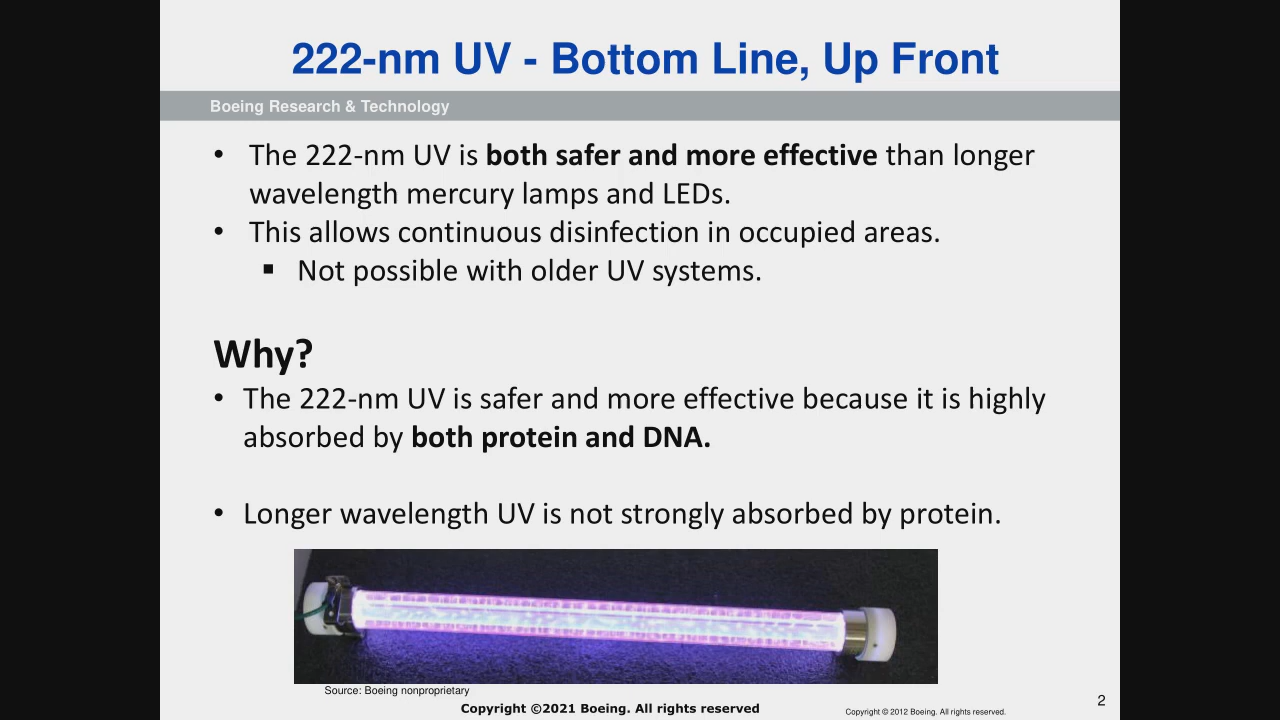 222-nm UV - Bottom Line, Up Front
Boeing Research & Technology
• The 222-nm UV is both safer and more effective than longer
wavelength mercury lamps and LEDs.
• This allows continuous disinfection in occupied areas.
▪ Not possible with older UV systems.
Why?
• The 222-nm UV is safer and more effective because it is highly
absorbed by both protein and DNA.
• Longer wavelength UV is not strongly absorbed by protein.
Source: Boeing nonproprietary
Copyright ©2021 Boeing. All rights reserved
Copyright © 2012 Boeing. All rights reserved.
2